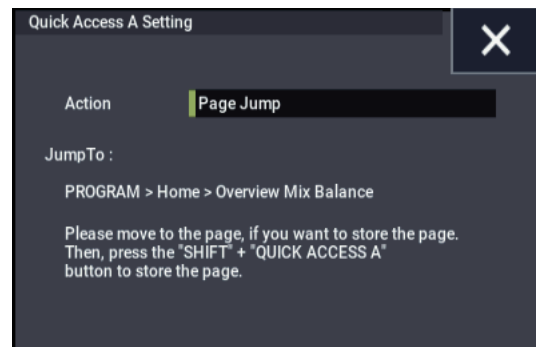 Quick Access A Setting
Action
Page Jump
JumpTo :
PROGRAM > Home > Overview Mix Balance
Please move to the page, if you want to store the page.
Then, press the "SHIFT" + "QUICK ACCESS A"
button to store the page.